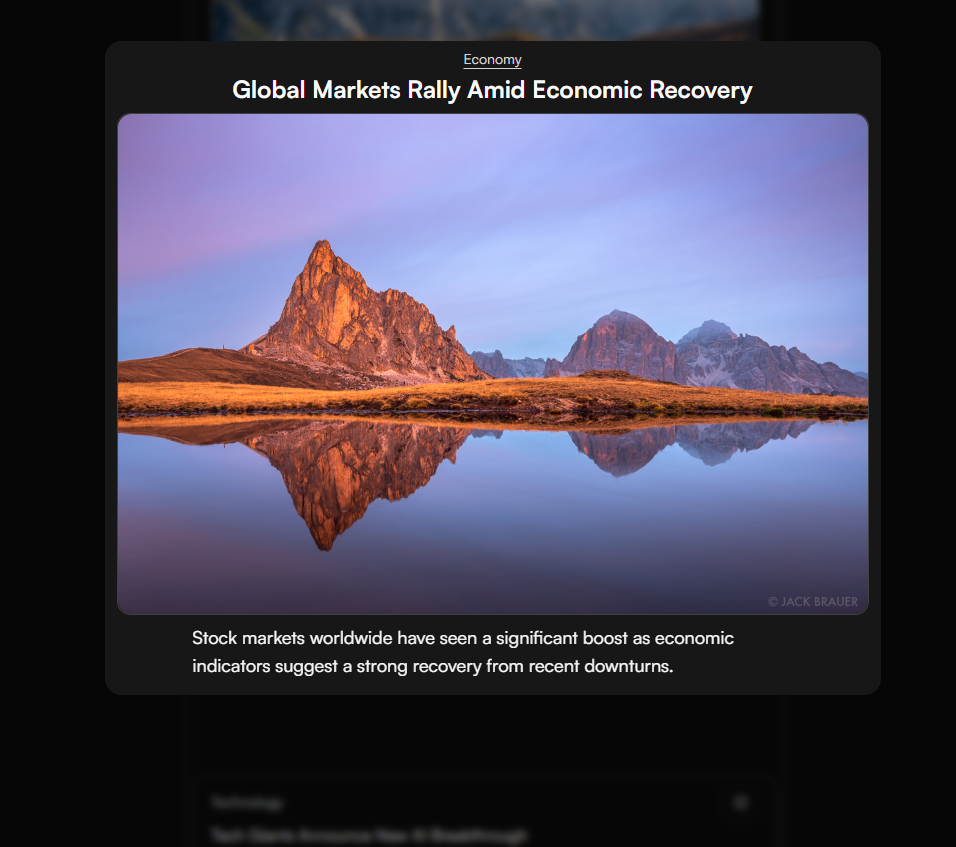 Economy
Global Markets Rally Amid Economic Recovery
© JACK BRAUER
Stock markets worldwide have seen a significant boost as economic
indicators suggest a strong recovery from recent downturns.
Technology
Tech Giants Announce New AI Breakthrough